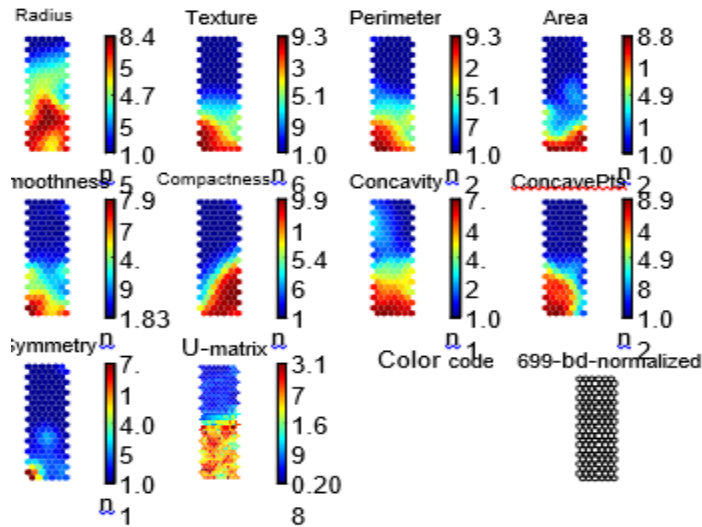 Radius
Texture
Perimeter
Area
8.4
5
4.7
5
1.0
n
5
9.3
3
5.1
9
1.0
n
6
9.3
2
5.1
7
1.0
n
2
8.8
1
4.9
1
1.0
n
2
moothness
Compactness
Concavity
ConcavePts
7.9
7
4.
9
1.83
n
9.9
1
5.4
6
1
n
7.
4
4.
2
1.0
n
1
8.9
4
4.9
8
1.0
n
2
Symmetry
U-matrix
Color code
699-bd-normalized
7.
1
4.0
5
1.0
n
1
3.1
7
1.6
9
0.20
8